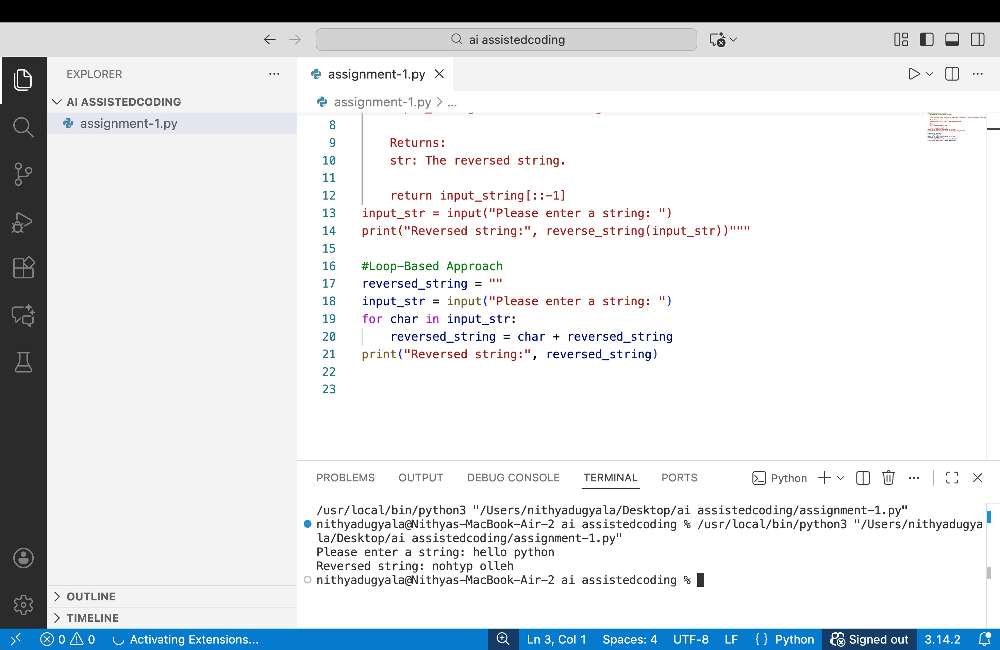 ai assistedcoding
EXPLORER
AI ASSISTEDCODING
assignment-1.py
assignment-1.py
assignment-1.py > ...
8
9 Returns:
10 str: The reversed string.
11
12 return input_string[::-1]
13 input_str = input("Please enter a string: ")
14 print("Reversed string:", reverse_string(input_str))"""
15
16 #Loop-Based Approach
17 reversed_string = ""
18 input_str = input("Please enter a string: ")
19 for char in input_str:
20 reversed_string = char + reversed_string
21 print("Reversed string:", reversed_string)
22
23
PROBLEMS OUTPUT DEBUG CONSOLE TERMINAL PORTS Python
/usr/local/bin/python3 "/Users/nithyadugyala/Desktop/ai assistedcoding/assignment-1.py"
nithyadugyala@Nithyas-MacBook-Air-2 ai assistedcoding % /usr/local/bin/python3 "/Users/nithyadugya
la/Desktop/ai assistedcoding/assignment-1.py"
Please enter a string: hello python
Reversed string: nohtyp olleh
nithyadugyala@Nithyas-MacBook-Air-2 ai assistedcoding %
OUTLINE
TIMELINE
0 0 Activating Extensions... Ln 3, Col 1 Spaces: 4 UTF-8 LF {} Python Signed out 3.14.2